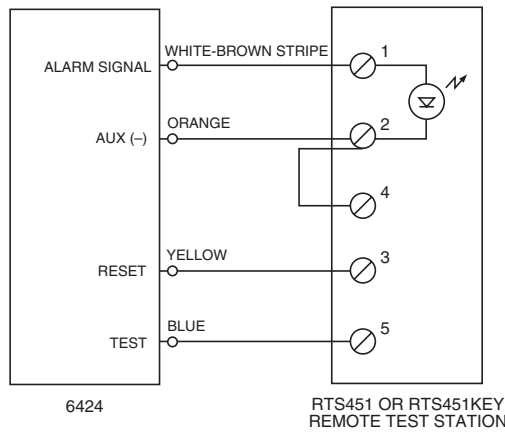 WHITE-BROWN STRIPE
1
ALARM SIGNAL
ORANGE
2
AUX (–)
4
YELLOW
3
RESET
BLUE
5
TEST
6424
RTS451 OR RTS451KEY
REMOTE TEST STATION